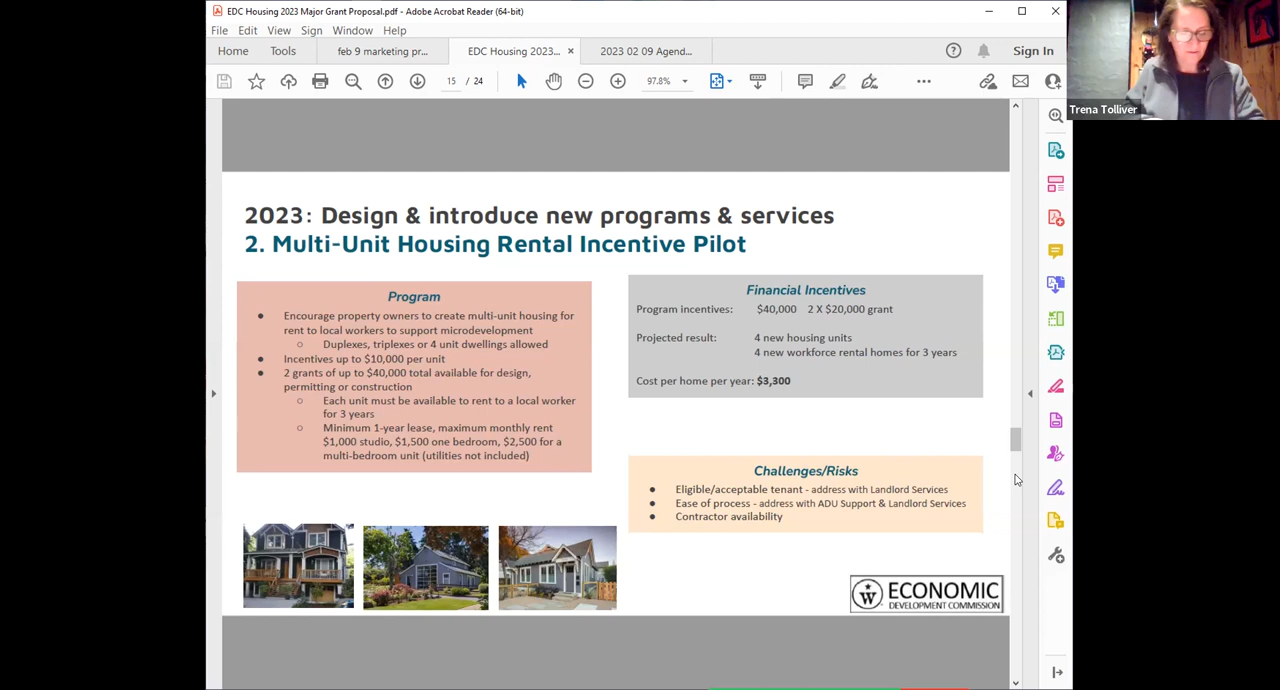 EDC Housing 2023 Major Grant Proposal.pdf - Adobe Acrobat Reader (64-bit)
File Edit View Sign Window Help
Home Tools feb 9 marketing pr... EDC Housing 2023... × 2023 02 09 Agend... Sign In
15 / 24 97.8%
Trena Tolliver
2023: Design & introduce new programs & services
2. Multi-Unit Housing Rental Incentive Pilot
Program
● Encourage property owners to create multi-unit housing for
rent to local workers to support microdevelopment
○ Duplexes, triplexes or 4 unit dwellings allowed
● Incentives up to $10,000 per unit
● 2 grants of up to $40,000 total available for design,
permitting or construction
○ Each unit must be available to rent to a local worker
for 3 years
○ Minimum 1-year lease, maximum monthly rent
$1,000 studio, $1,500 one bedroom, $2,500 for a
multi-bedroom unit (utilities not included)
Financial Incentives
Program incentives: $40,000 2 X $20,000 grant
Projected result: 4 new housing units
4 new workforce rental homes for 3 years
Cost per home per year: $3,300
Challenges/Risks
● Eligible/acceptable tenant - address with Landlord Services
● Ease of process - address with ADU Support & Landlord Services
● Contractor availability
W ECONOMIC
DEVELOPMENT COMMISSION